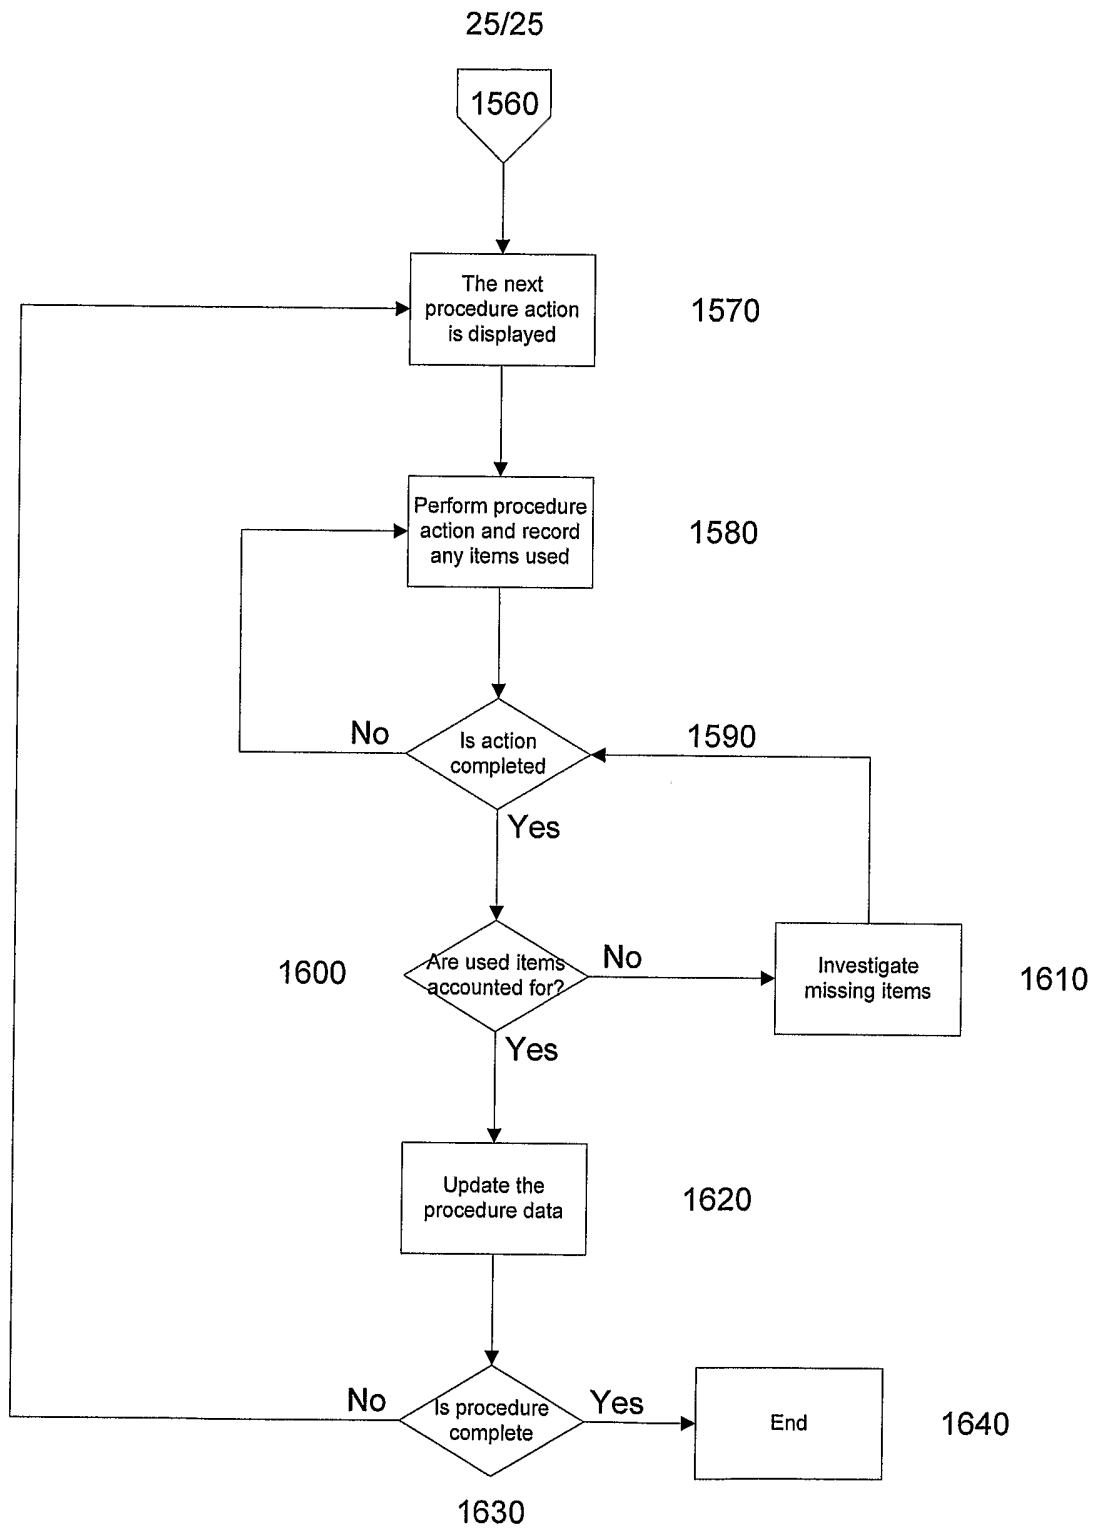 25/25
1560
The next
procedure action
is displayed
1570
Perform procedure
action and record
any items used
1580
No
Is action
completed
1590
Yes
1600
Are used items
accounted for?
No
Investigate
missing items
1610
Yes
Update the
procedure data
1620
No
Is procedure
complete
Yes
End
1640
1630